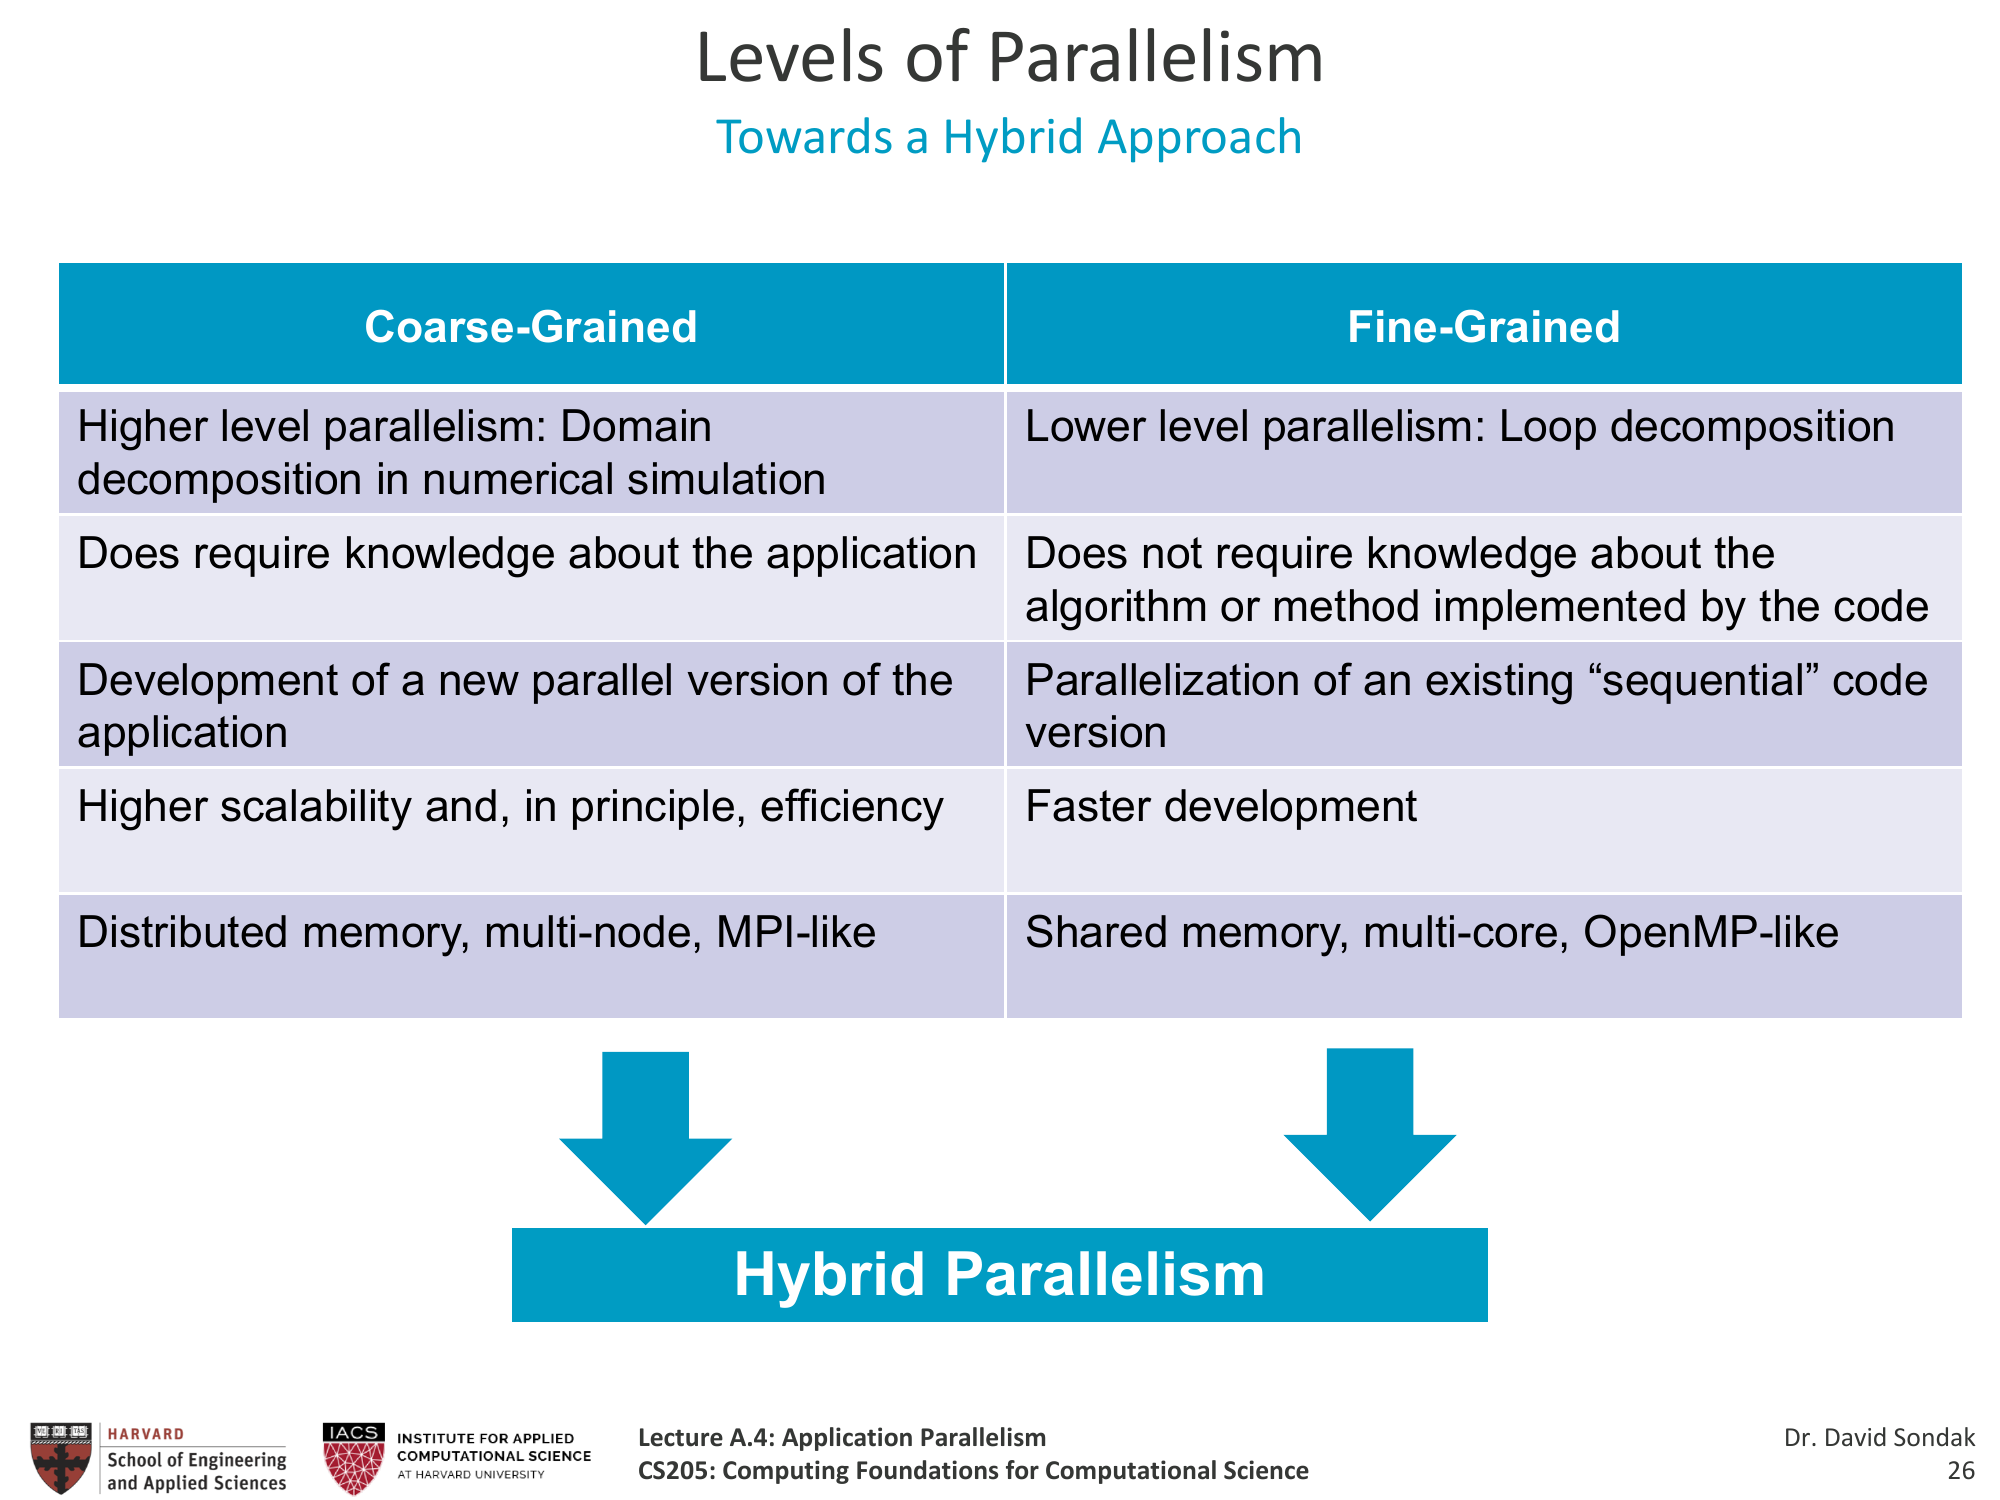 Levels of Parallelism
Towards a Hybrid Approach
Coarse-Grained
Fine-Grained
Higher level parallelism: Domain
decomposition in numerical simulation
Lower level parallelism: Loop decomposition
Does require knowledge about the application
Does not require knowledge about the
algorithm or method implemented by the code
Development of a new parallel version of the
application
Parallelization of an existing “sequential” code
version
Higher scalability and, in principle, efficiency
Faster development
Distributed memory, multi-node, MPI-like
Shared memory, multi-core, OpenMP-like
Hybrid Parallelism
HARVARD
School of Engineering
and Applied Sciences
IACS
INSTITUTE FOR APPLIED
COMPUTATIONAL SCIENCE
AT HARVARD UNIVERSITY
Lecture A.4: Application Parallelism
CS205: Computing Foundations for Computational Science
Dr. David Sondak
26